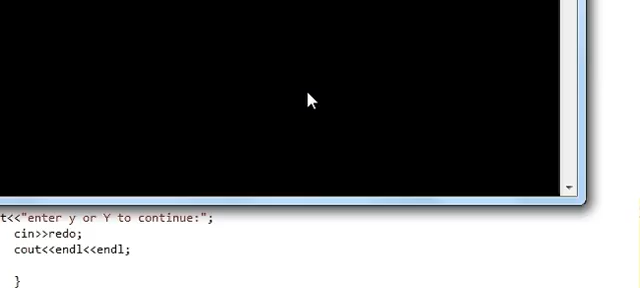 t<<"enter y or Y to continue:";
cin>>redo;
cout<<endl<<endl;
}